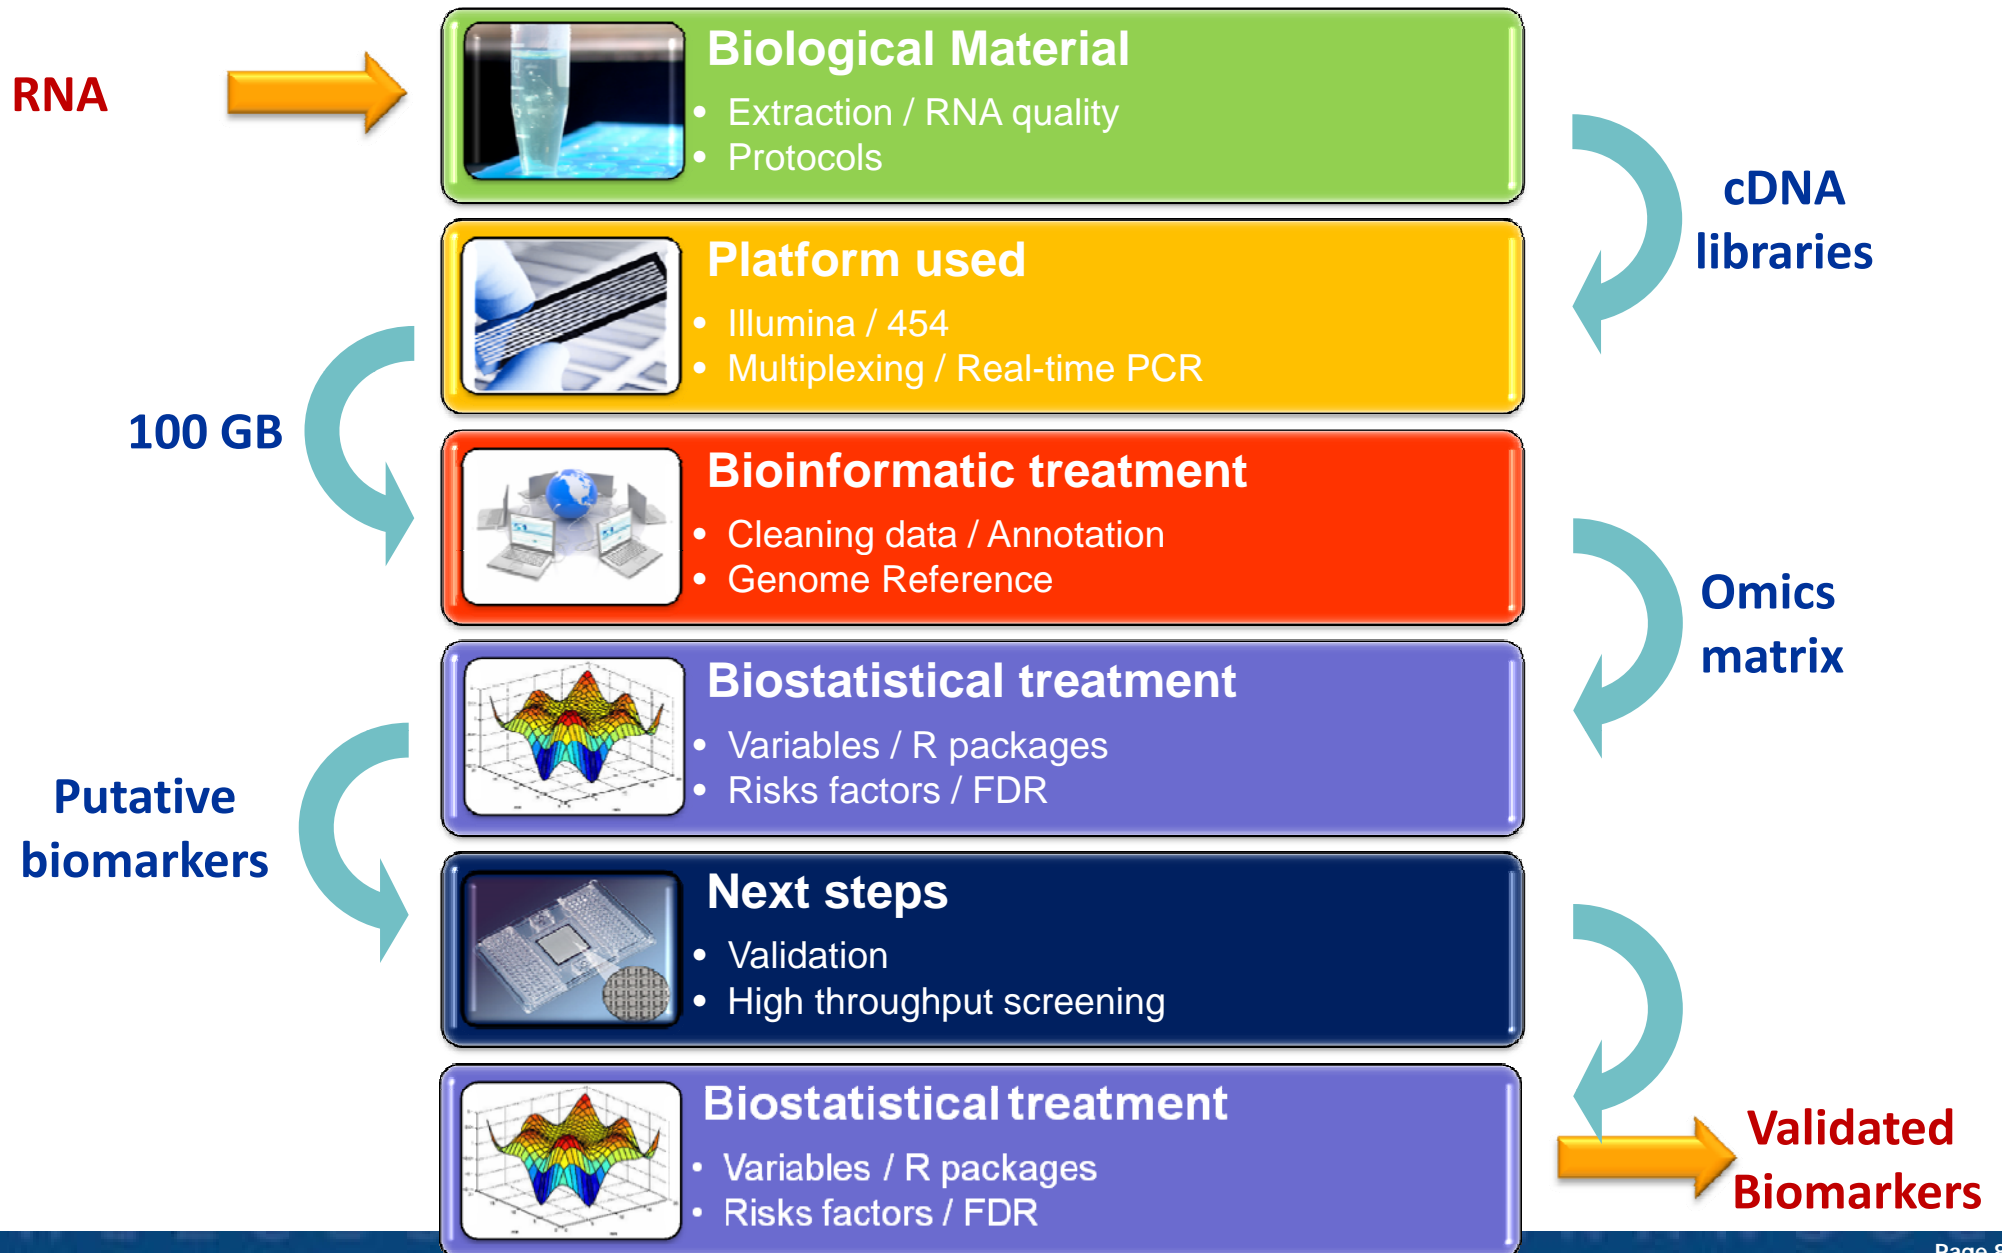 RNA
Biological Material
• Extraction / RNA quality
• Protocols
cDNA
libraries
Platform used
• Illumina / 454
• Multiplexing / Real-time PCR
100 GB
Bioinformatic treatment
• Cleaning data / Annotation
• Genome Reference
Omics
matrix
Biostatistical treatment
• Variables / R packages
• Risks factors / FDR
Putative
biomarkers
Next steps
• Validation
• High throughput screening
Biostatistical treatment
• Variables / R packages
• Risks factors / FDR
Validated
Biomarkers
Page